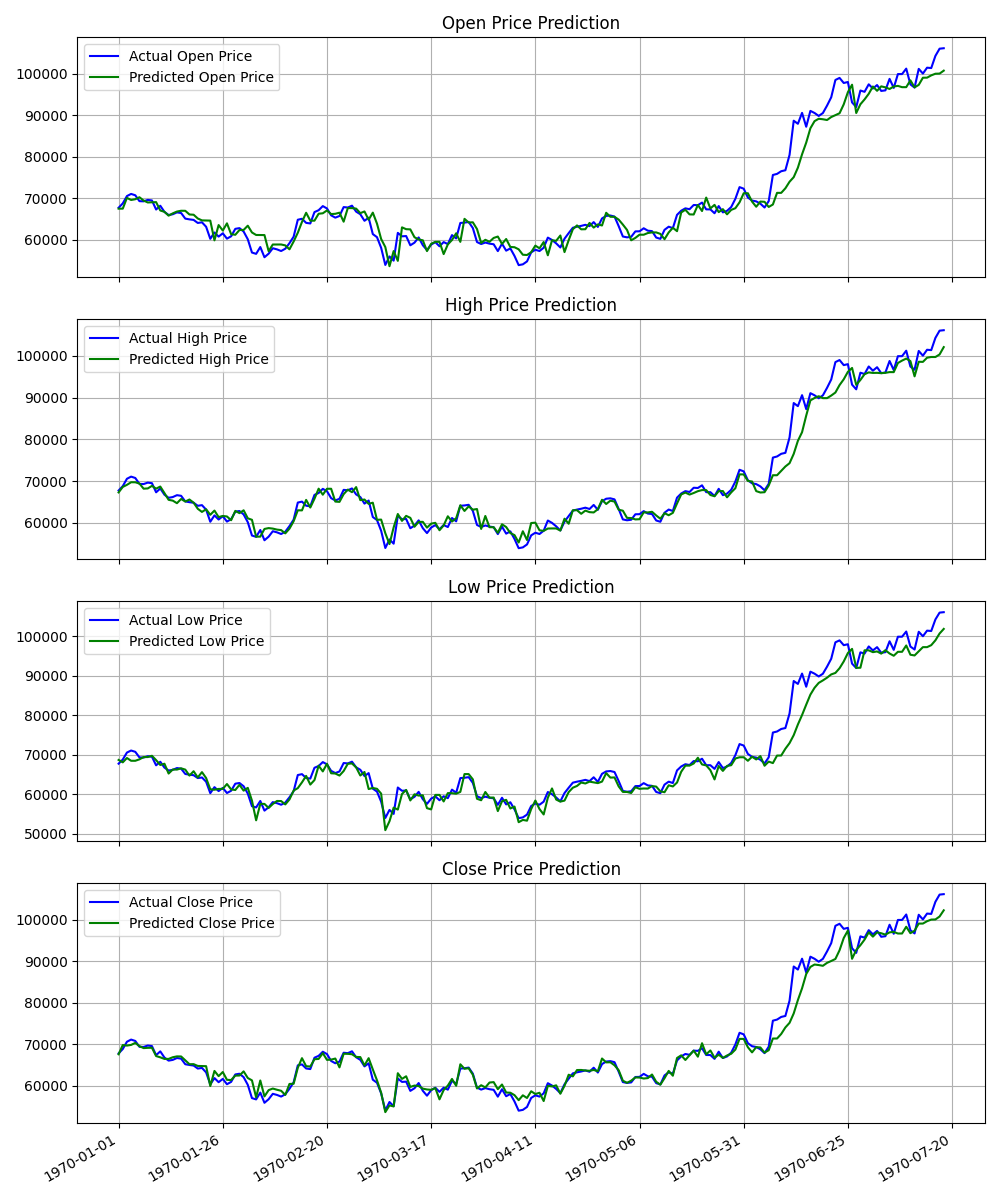 Open Price Prediction
Actual Open Price
Predicted Open Price
100000
90000
80000
70000
60000
High Price Prediction
Actual High Price
Predicted High Price
100000
90000
80000
70000
60000
Low Price Prediction
Actual Low Price
Predicted Low Price
100000
90000
80000
70000
60000
50000
Close Price Prediction
Actual Close Price
Predicted Close Price
100000
90000
80000
70000
60000
1970-01-01
1970-01-26
1970-02-20
1970-03-17
1970-04-11
1970-05-06
1970-05-31
1970-06-25
1970-07-20